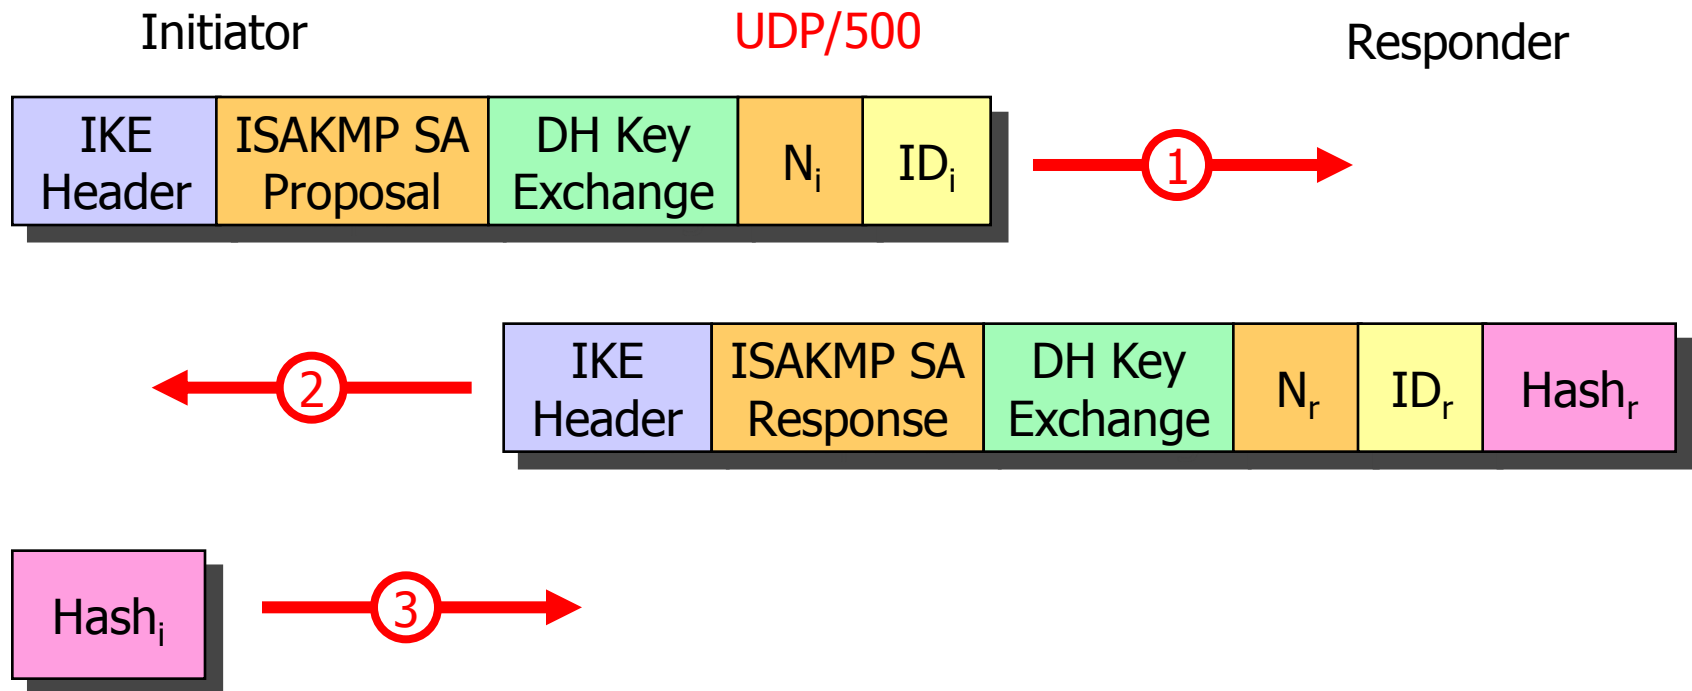 Initiator
UDP/500
Responder
IKE
Header
ISAKMP SA
Proposal
DH Key
Exchange
Nᵢ
IDᵢ
1
2
IKE
Header
ISAKMP SA
Response
DH Key
Exchange
Nᵣ
IDᵣ
Hashᵣ
Hashᵢ
3